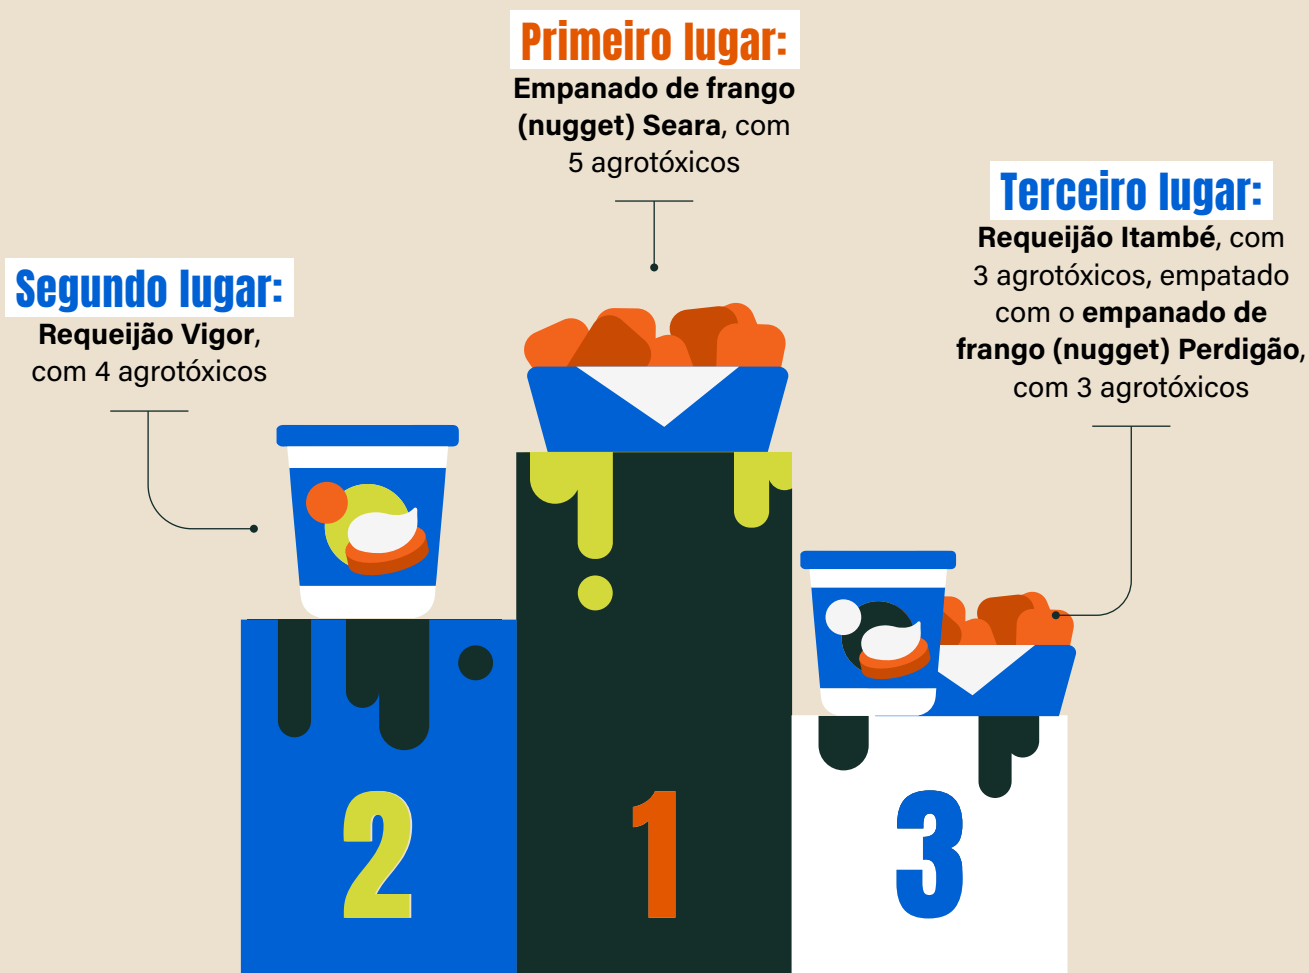 Primeiro lugar:
Empanado de frango
(nugget) Seara, com
5 agrotóxicos
Segundo lugar:
Requeijão Vigor,
com 4 agrotóxicos
Terceiro lugar:
Requeijão Itambé, com
3 agrotóxicos, empatado
com o empanado de
frango (nugget) Perdigão,
com 3 agrotóxicos
2
1
3